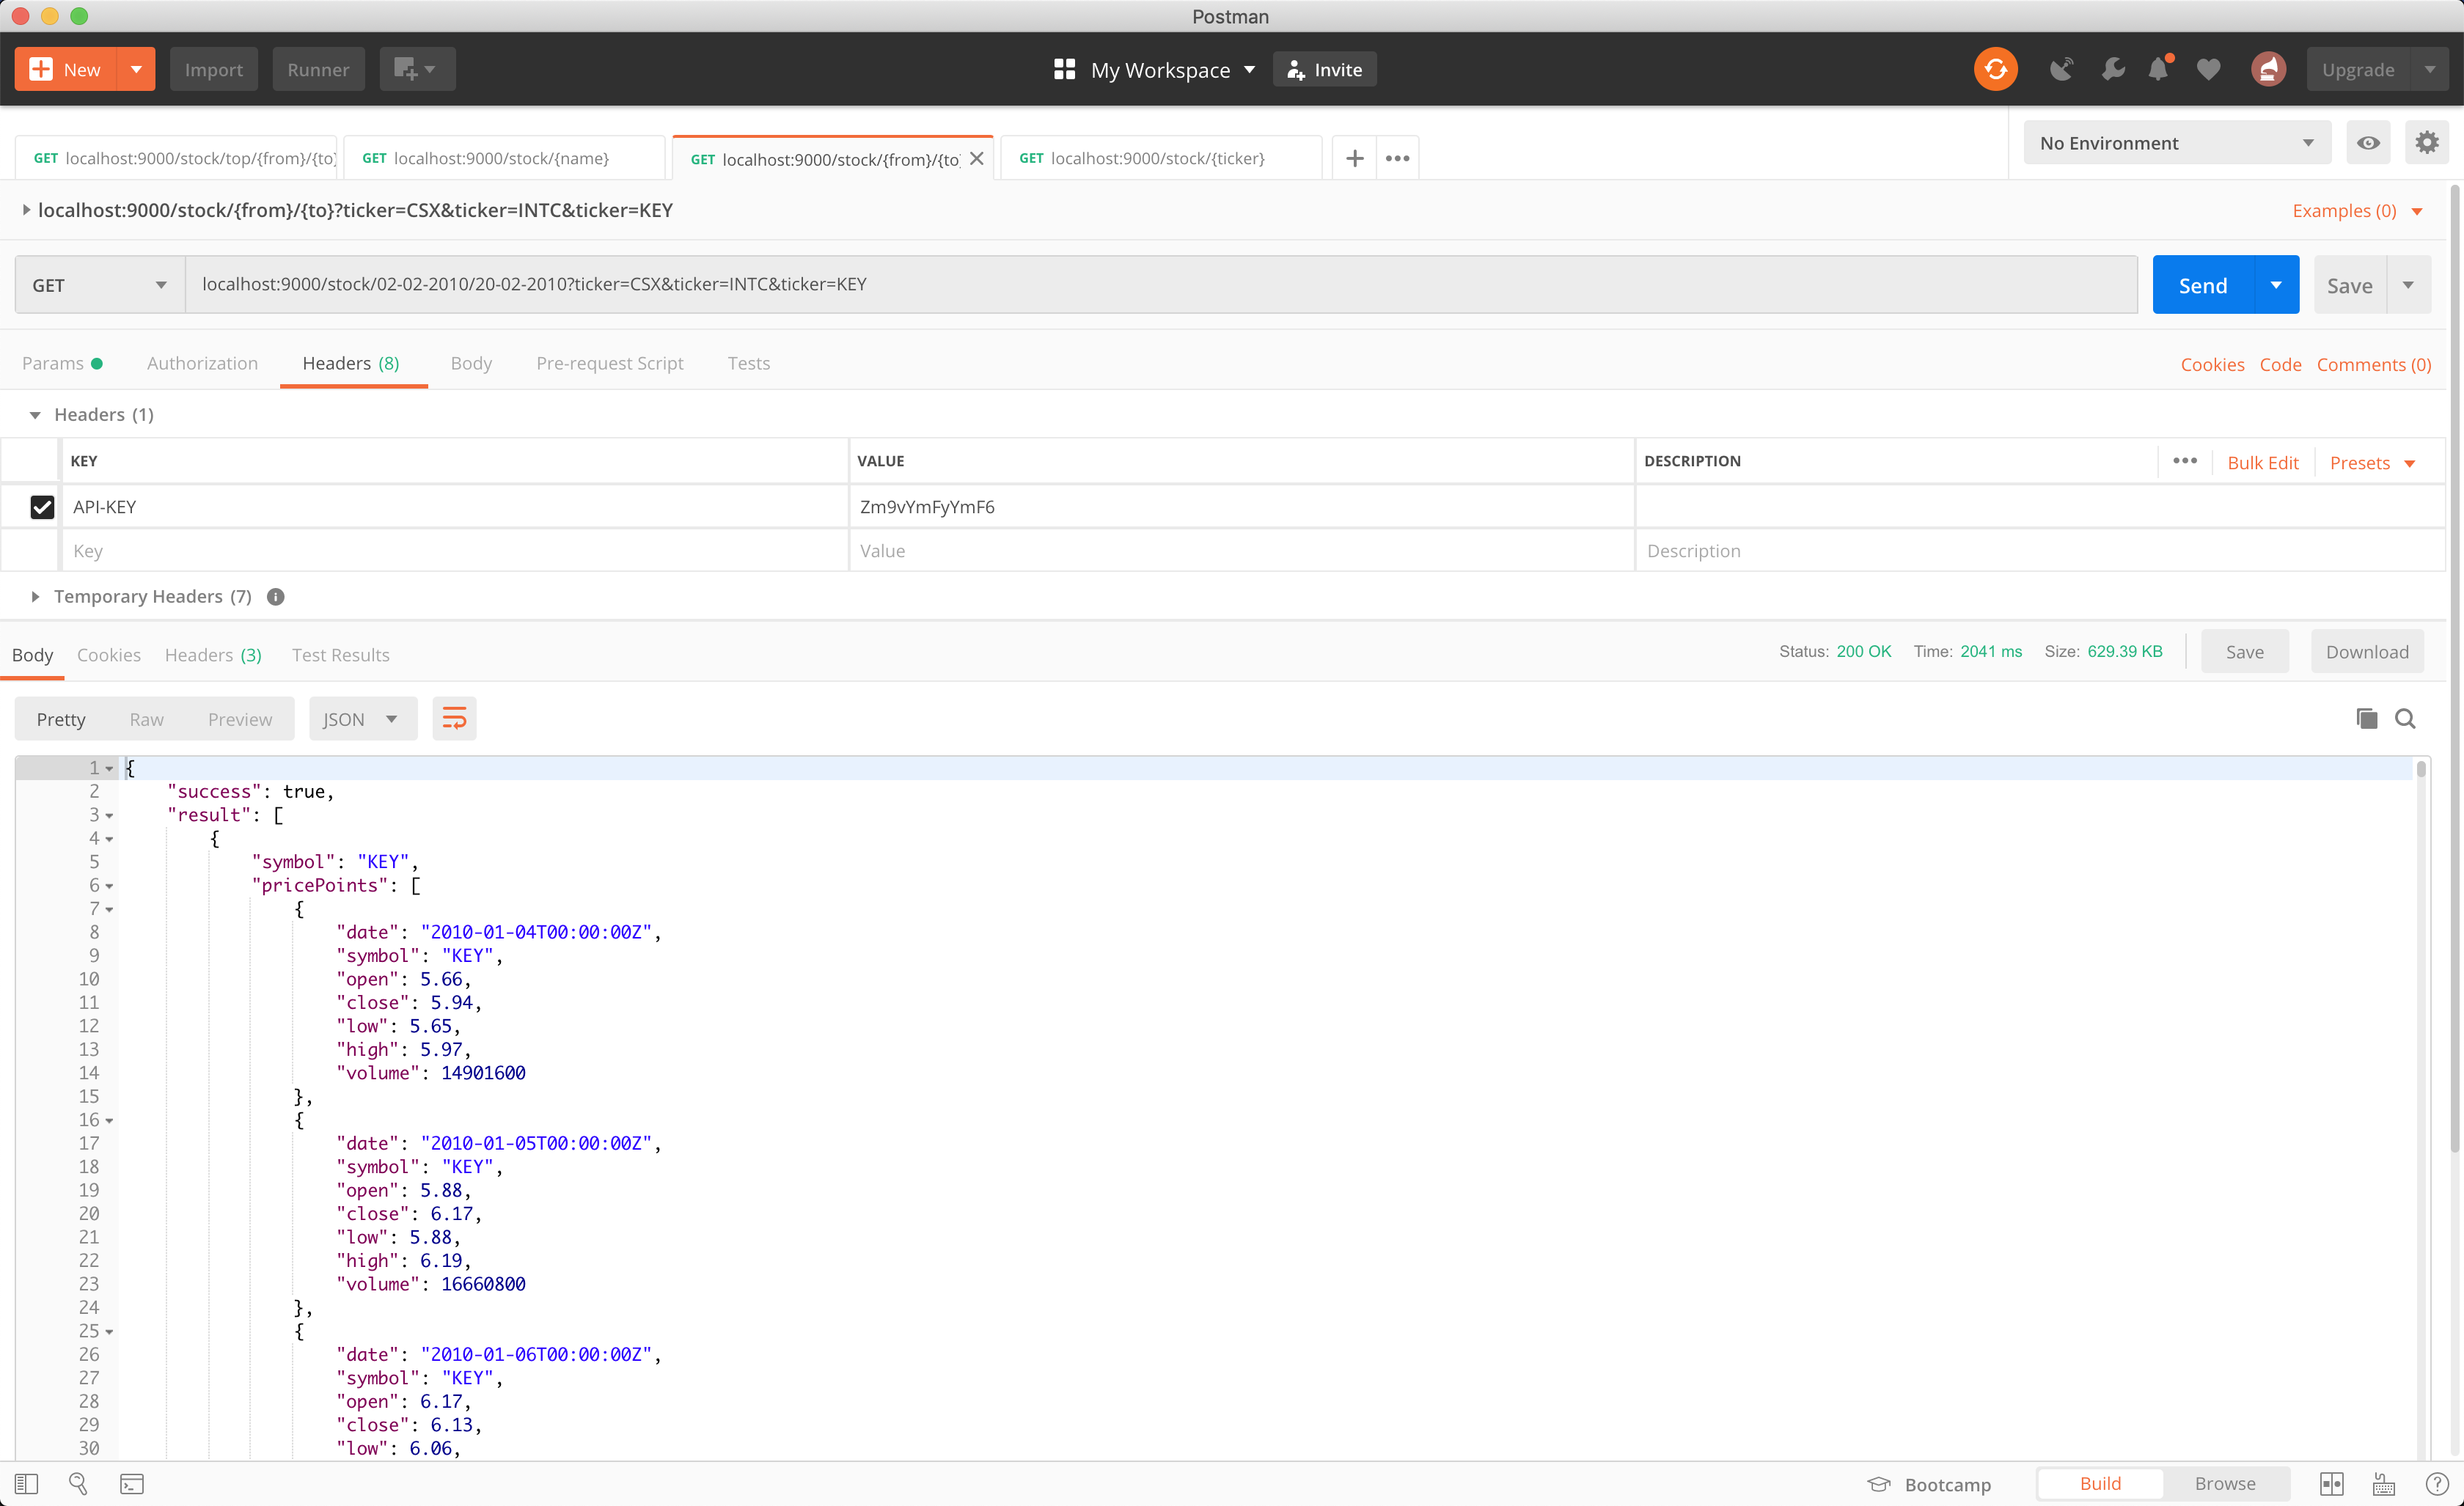 Postman
New Import Runner My Workspace Invite Upgrade
GET localhost:9000/stock/top/{from}/{to} GET localhost:9000/stock/{name} GET localhost:9000/stock/{from}/{to} GET localhost:9000/stock/{ticker} No Environment
localhost:9000/stock/{from}/{to}?ticker=CSX&ticker=INTC&ticker=KEY Examples (0)
GET localhost:9000/stock/02-02-2010/20-02-2010?ticker=CSX&ticker=INTC&ticker=KEY Send Save
Params Authorization Headers (8) Body Pre-request Script Tests Cookies Code Comments (0)
Headers (1)
KEY VALUE DESCRIPTION ••• Bulk Edit Presets
API-KEY Zm9vYmFyYmF6
Key Value Description
Temporary Headers (7)
Body Cookies Headers (3) Test Results Status: 200 OK Time: 2041 ms Size: 629.39 KB Save Download
Pretty Raw Preview JSON
1 {
2 "success": true,
3 "result": [
4 {
5 "symbol": "KEY",
6 "pricePoints": [
7 {
8 "date": "2010-01-04T00:00:00Z",
9 "symbol": "KEY",
10 "open": 5.66,
11 "close": 5.94,
12 "low": 5.65,
13 "high": 5.97,
14 "volume": 14901600
15 },
16 {
17 "date": "2010-01-05T00:00:00Z",
18 "symbol": "KEY",
19 "open": 5.88,
20 "close": 6.17,
21 "low": 5.88,
22 "high": 6.19,
23 "volume": 16660800
24 },
25 {
26 "date": "2010-01-06T00:00:00Z",
27 "symbol": "KEY",
28 "open": 6.17,
29 "close": 6.13,
30 "low": 6.06,
Bootcamp Build Browse